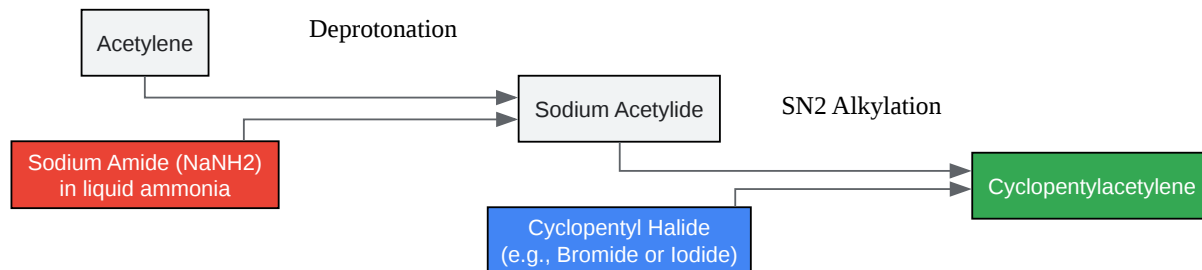 Acetylene
Deprotonation
Sodium Amide (NaNH2)
in liquid ammonia
Sodium Acetylide
SN2 Alkylation
Cyclopentyl Halide
(e.g., Bromide or Iodide)
Cyclopentylacetylene